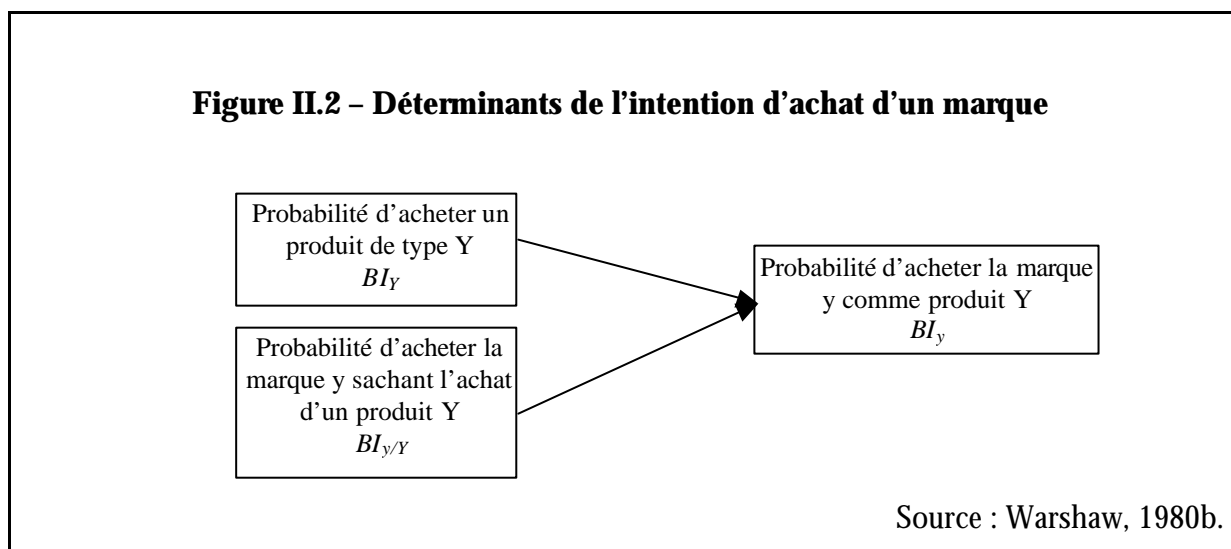 Figure II.2 – Déterminants de l’intention d’achat d’un marque
Probabilité d’acheter un
produit de type Y
BI_Y
Probabilité d’acheter la
marque y sachant l’achat
d’un produit Y
BI_y/Y
Probabilité d’acheter la marque
y comme produit Y
BI_y
Source : Warshaw, 1980b.